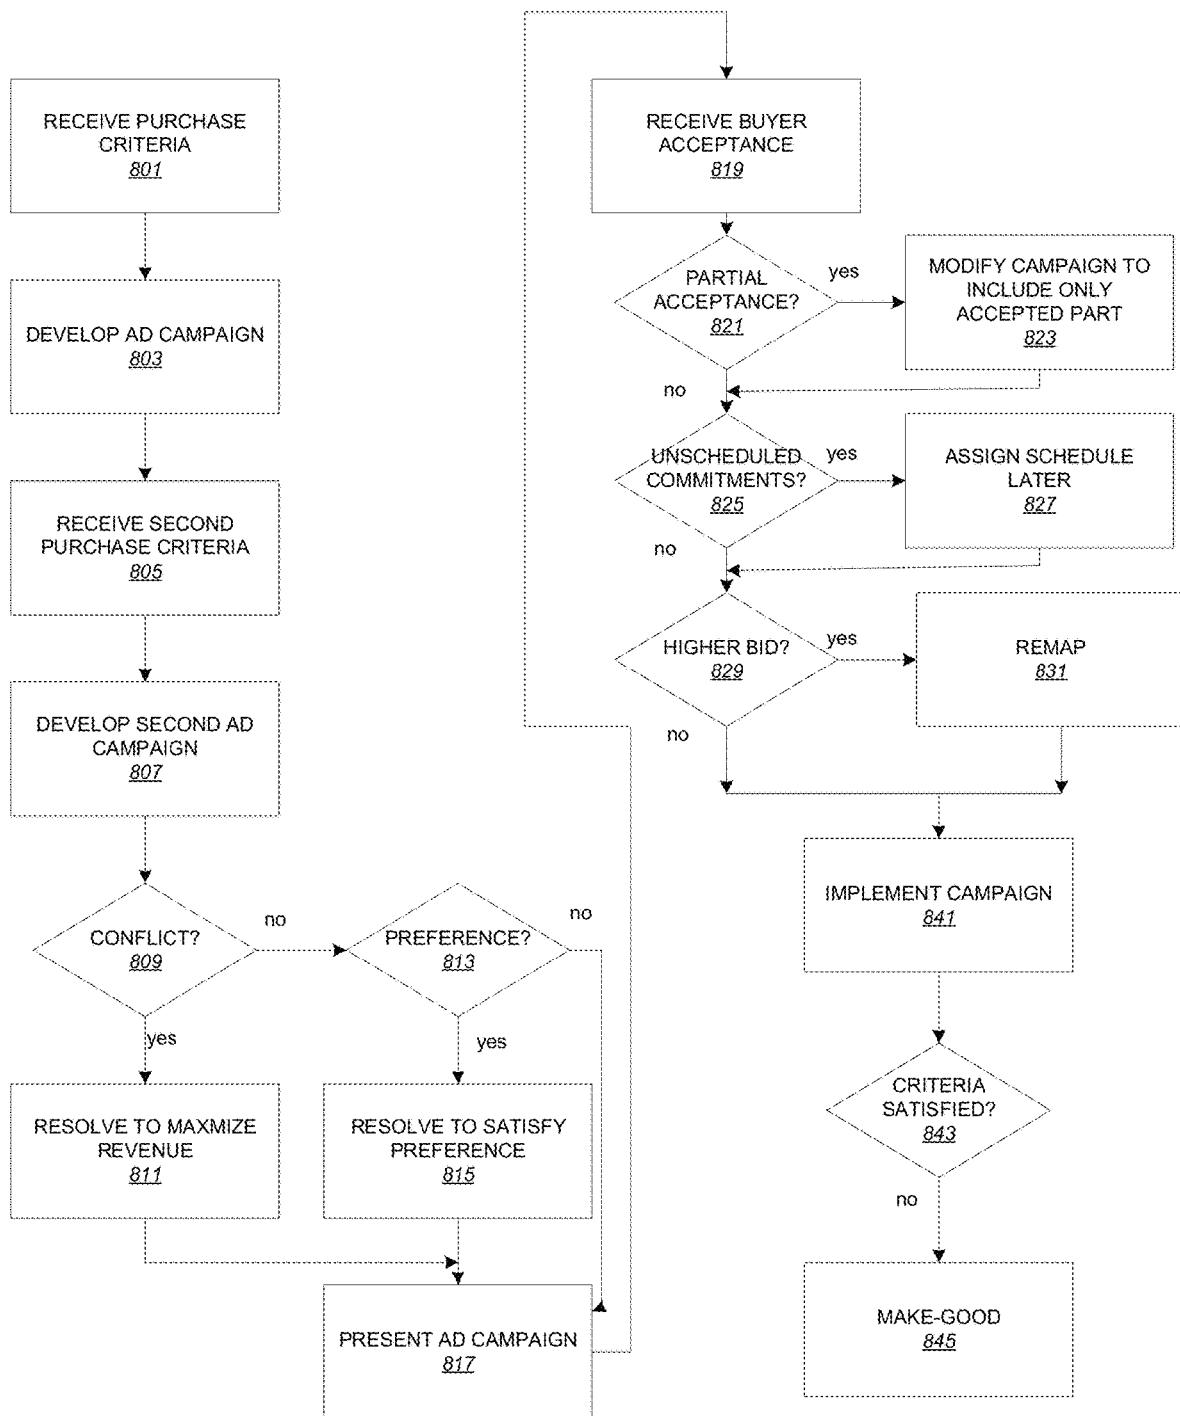 RECEIVE PURCHASE
CRITERIA
801
DEVELOP AD CAMPAIGN
803
RECEIVE SECOND
PURCHASE CRITERIA
805
DEVELOP SECOND AD
CAMPAIGN
807
CONFLICT?
809
no
yes
PREFERENCE?
813
no
yes
RESOLVE TO MAXMIZE
REVENUE
811
RESOLVE TO SATISFY
PREFERENCE
815
PRESENT AD CAMPAIGN
817
RECEIVE BUYER
ACCEPTANCE
819
PARTIAL
ACCEPTANCE?
821
yes
no
MODIFY CAMPAIGN TO
INCLUDE ONLY
ACCEPTED PART
823
UNSCHEDULED
COMMITMENTS?
825
yes
no
ASSIGN SCHEDULE
LATER
827
HIGHER BID?
829
yes
no
REMAP
831
IMPLEMENT CAMPAIGN
841
CRITERIA
SATISFIED?
843
no
MAKE-GOOD
845